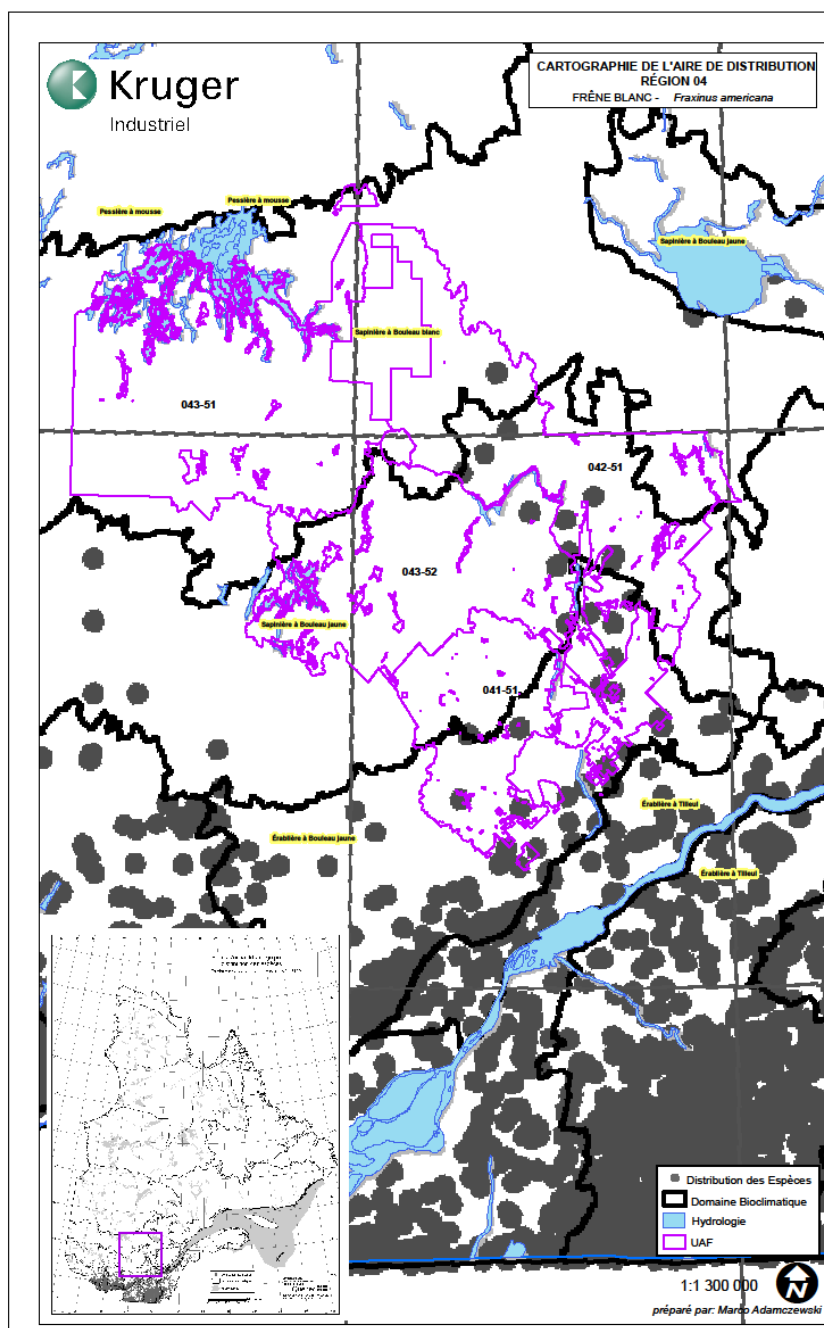 Kruger
Industriel
CARTOGRAPHIE DE L'AIRE DE DISTRIBUTION
RÉGION 04
FRÊNE BLANC - Fraxinus americana
Pessière à mousse
Pessière à mousse
Sapinière à Bouleau jaune
Sapinière à Bouleau blanc
043-51
042-51
043-52
Sapinière à Bouleau jaune
041-51
Érablière à Tilleul
Érablière à Bouleau jaune
Érablière à Tilleul
Distribution des Espèces
Domaine Bioclimatique
Hydrologie
UAF
1:1 300 000
N
préparé par: Marco Adamczewski